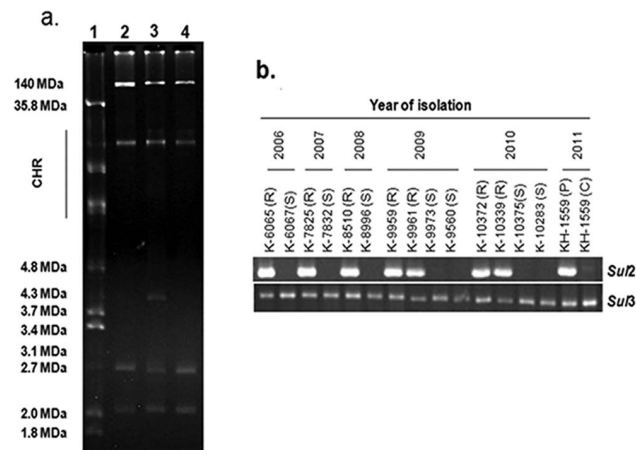 a.
1 2 3 4
140 MDa
35.8 MDa
CHR
4.8 MDa
4.3 MDa
3.7 MDa
3.4 MDa
3.1 MDa
2.7 MDa
2.0 MDa
1.8 MDa
b.
Year of isolation
2006 2007 2008 2009 2010 2011
K-6065 (R)
K-6067(S)
K-7825 (R)
K-7832 (S)
K-8510 (R)
K-8996 (S)
K-9959 (R)
K-9961 (R)
K-9973 (S)
K-9560 (S)
K-10372 (R)
K-10339 (R)
K-10375(S)
K-10283 (S)
KH-1559 (P)
KH-1559 (C)
Sul2
Sul3